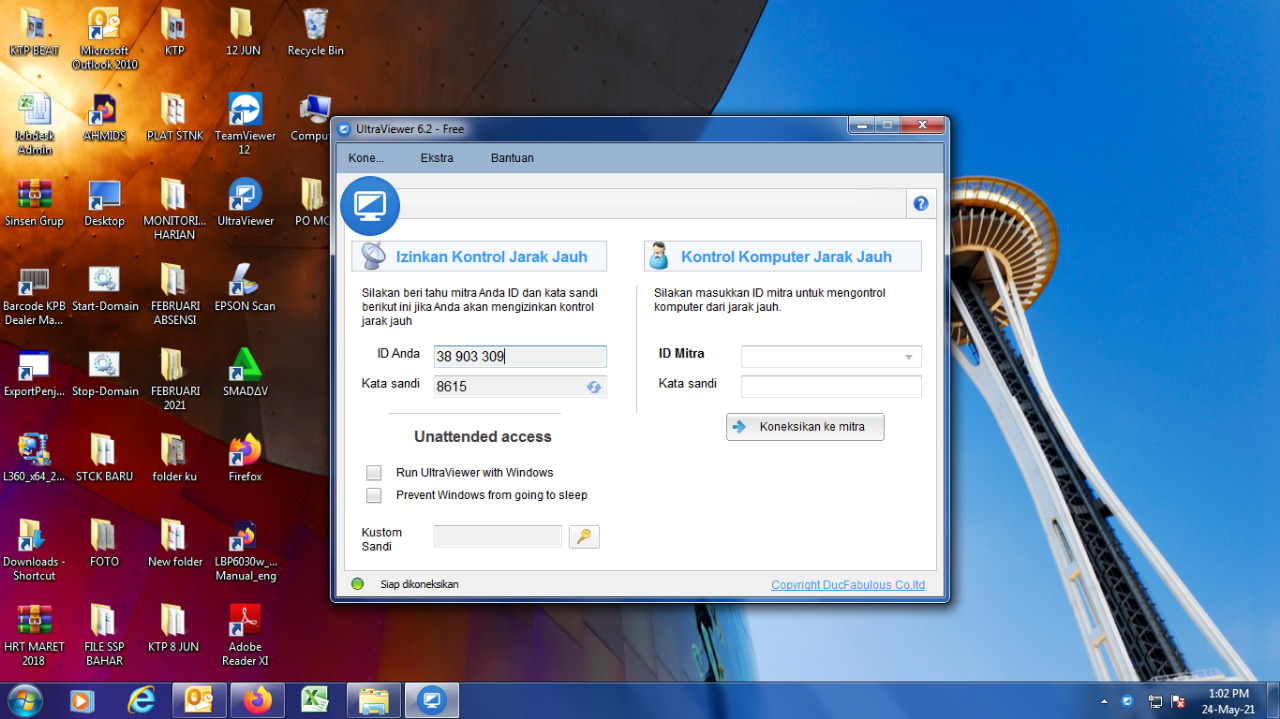 KTP BEAT
Microsoft
Outlook 2010
KTP
12 JUN
Recycle Bin
Jobdesk
Admin
AHMIDS
PLAT STNK
TeamViewer
12
Comput
Sinsen Grup
Desktop
MONITORI...
HARIAN
UltraViewer
PO MO
Barcode KPB
Dealer Ma...
Start-Domain
FEBRUARI
ABSENSI
EPSON Scan
ExportPenj...
Stop-Domain
FEBRUARI
2021
SMADΔV
L360_x64_2...
STCK BARU
folder ku
Firefox
Downloads -
Shortcut
FOTO
New folder
LBP6030w_...
Manual_eng
HRT MARET
2018
FILE SSP
BAHAR
KTP 8 JUN
Adobe
Reader XI
UltraViewer 6.2 - Free
Kone...
Ekstra
Bantuan
Izinkan Kontrol Jarak Jauh
Silakan beri tahu mitra Anda ID dan kata sandi
berikut ini jika Anda akan mengizinkan kontrol
jarak jauh
ID Anda
38 903 309
Kata sandi
8615
Unattended access
Run UltraViewer with Windows
Prevent Windows from going to sleep
Kustom
Sandi
Kontrol Komputer Jarak Jauh
Silakan masukkan ID mitra untuk mengontrol
komputer dari jarak jauh.
ID Mitra
Kata sandi
Koneksikan ke mitra
Siap dikoneksikan
Copyright DucFabulous Co,ltd
1:02 PM
24-May-21